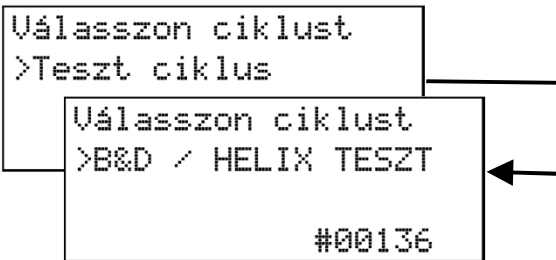 Válasszon ciklust
>Teszt ciklus
Válasszon ciklust
>B&D / HELIX TESZT
#00136